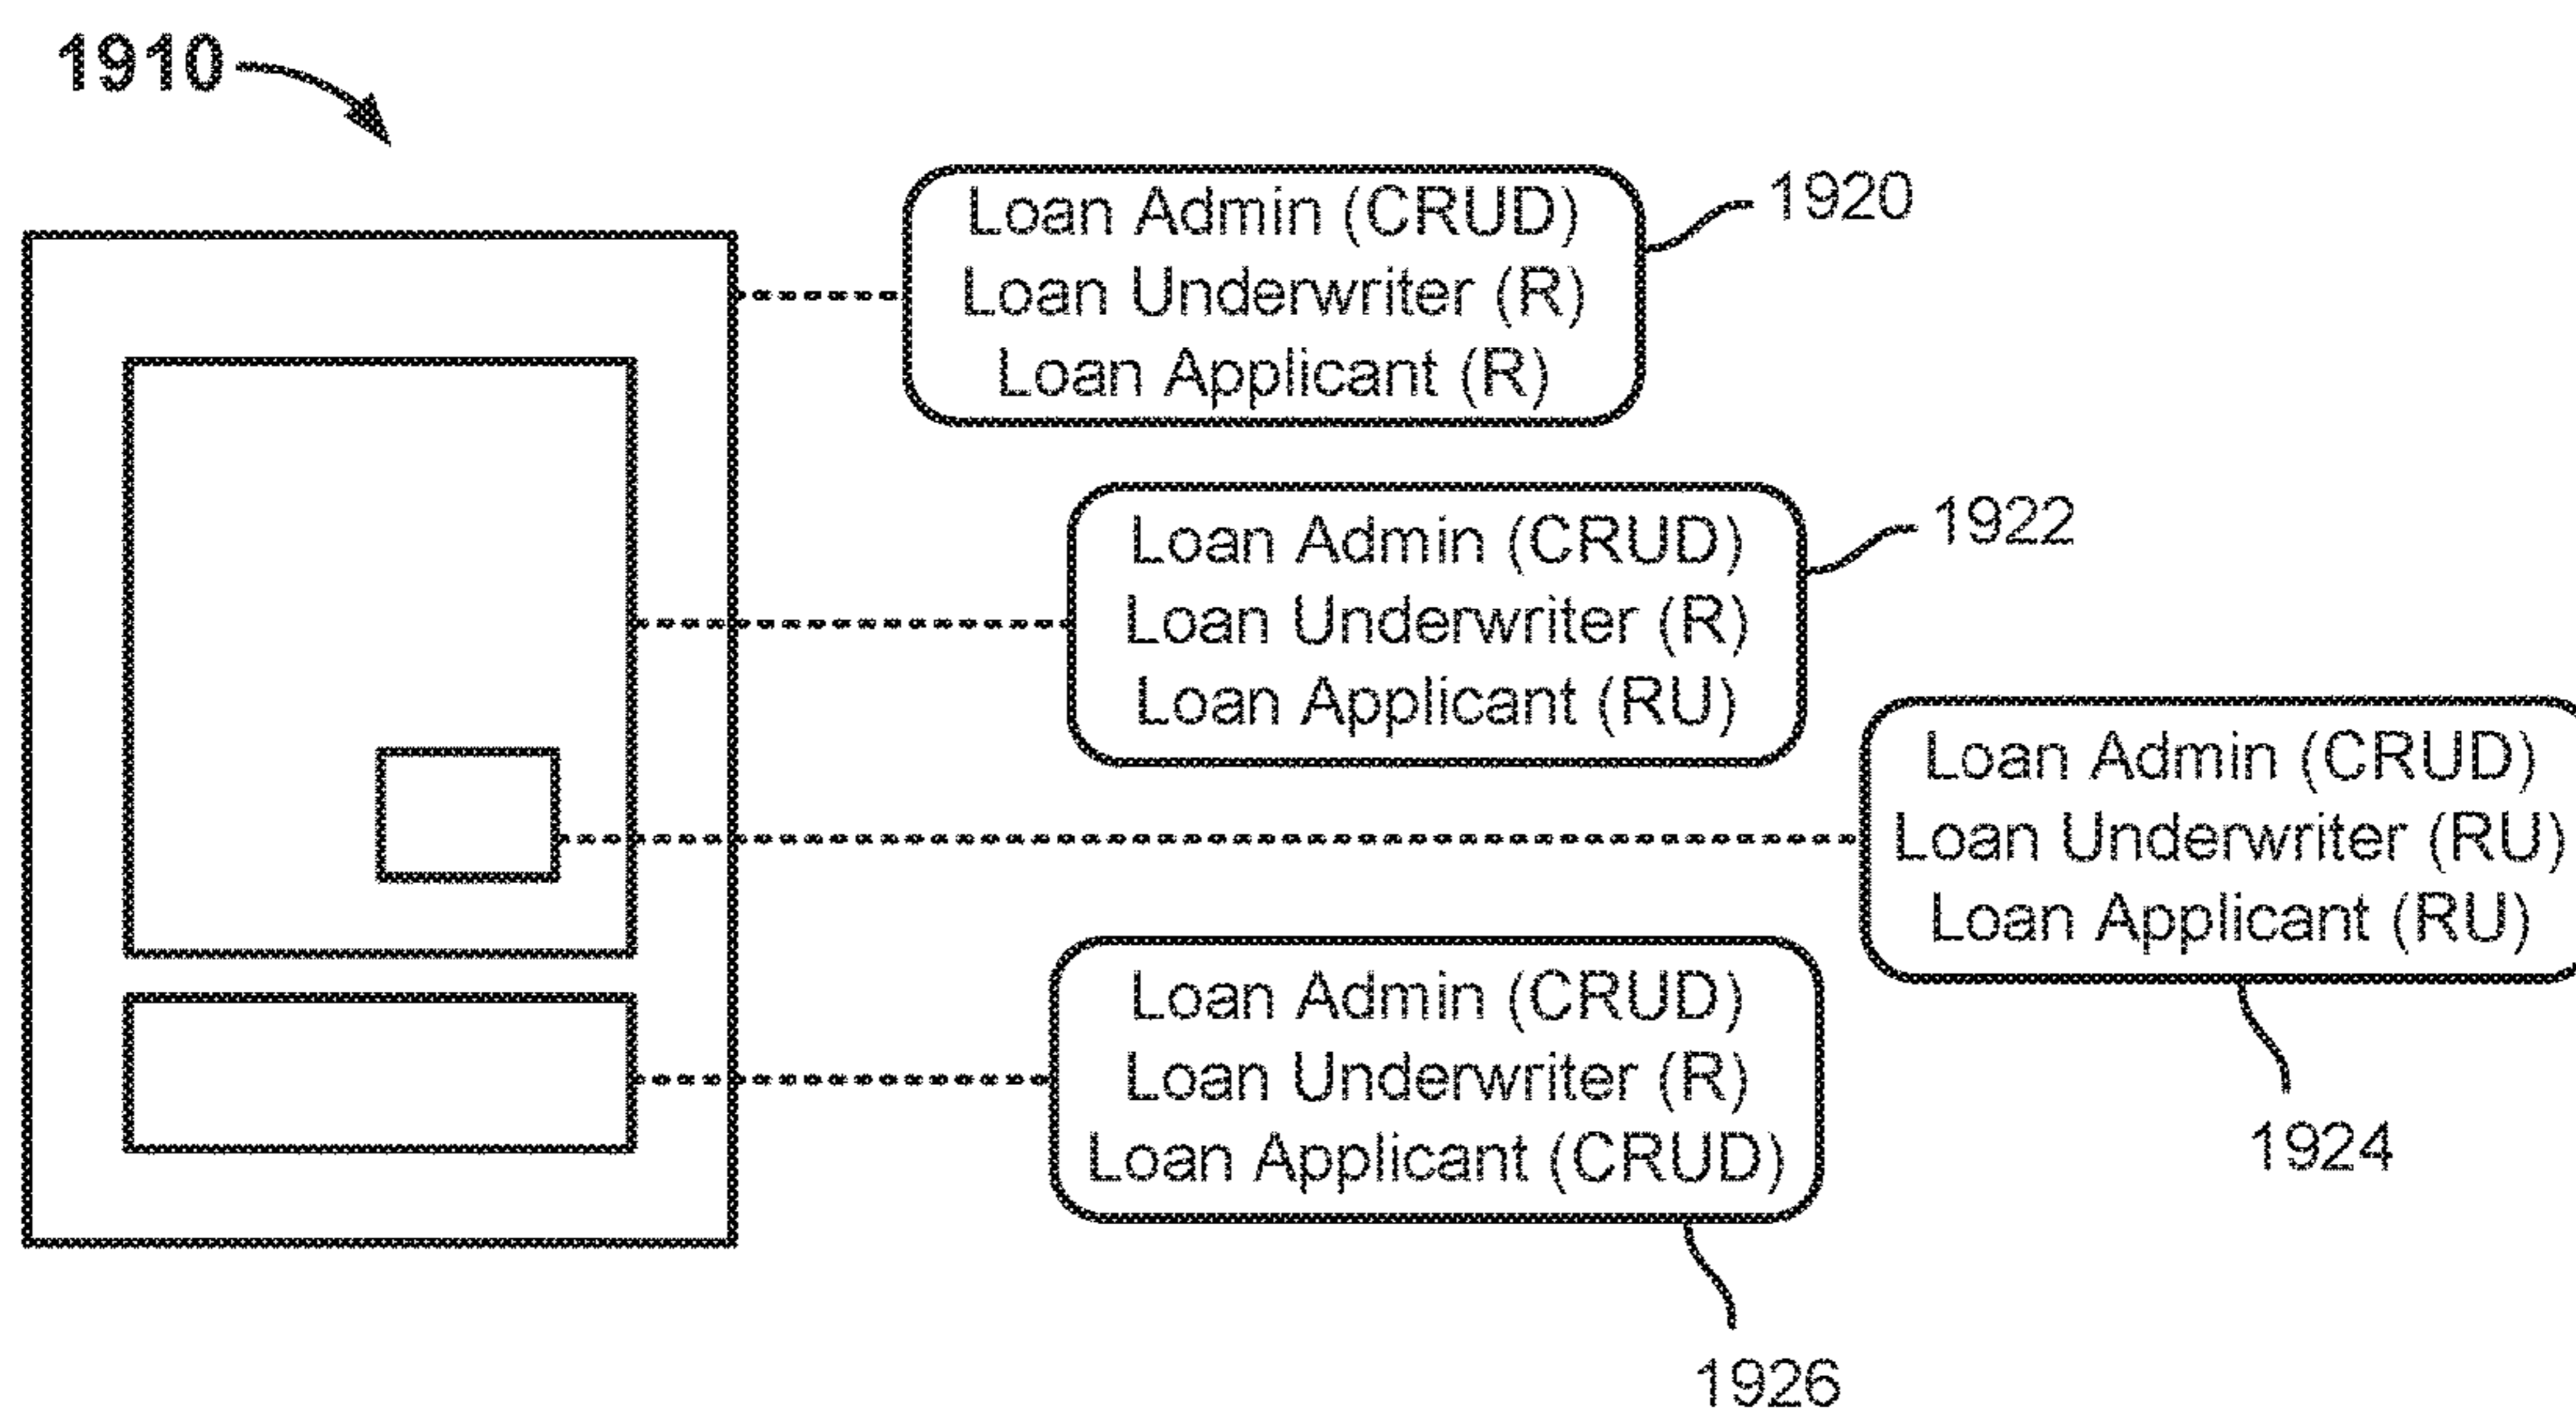 1910
Loan Admin (CRUD)
Loan Underwriter (R)
Loan Applicant (R)
1920
Loan Admin (CRUD)
Loan Underwriter (R)
Loan Applicant (RU)
1922
Loan Admin (CRUD)
Loan Underwriter (RU)
Loan Applicant (RU)
1924
Loan Admin (CRUD)
Loan Underwriter (R)
Loan Applicant (CRUD)
1926